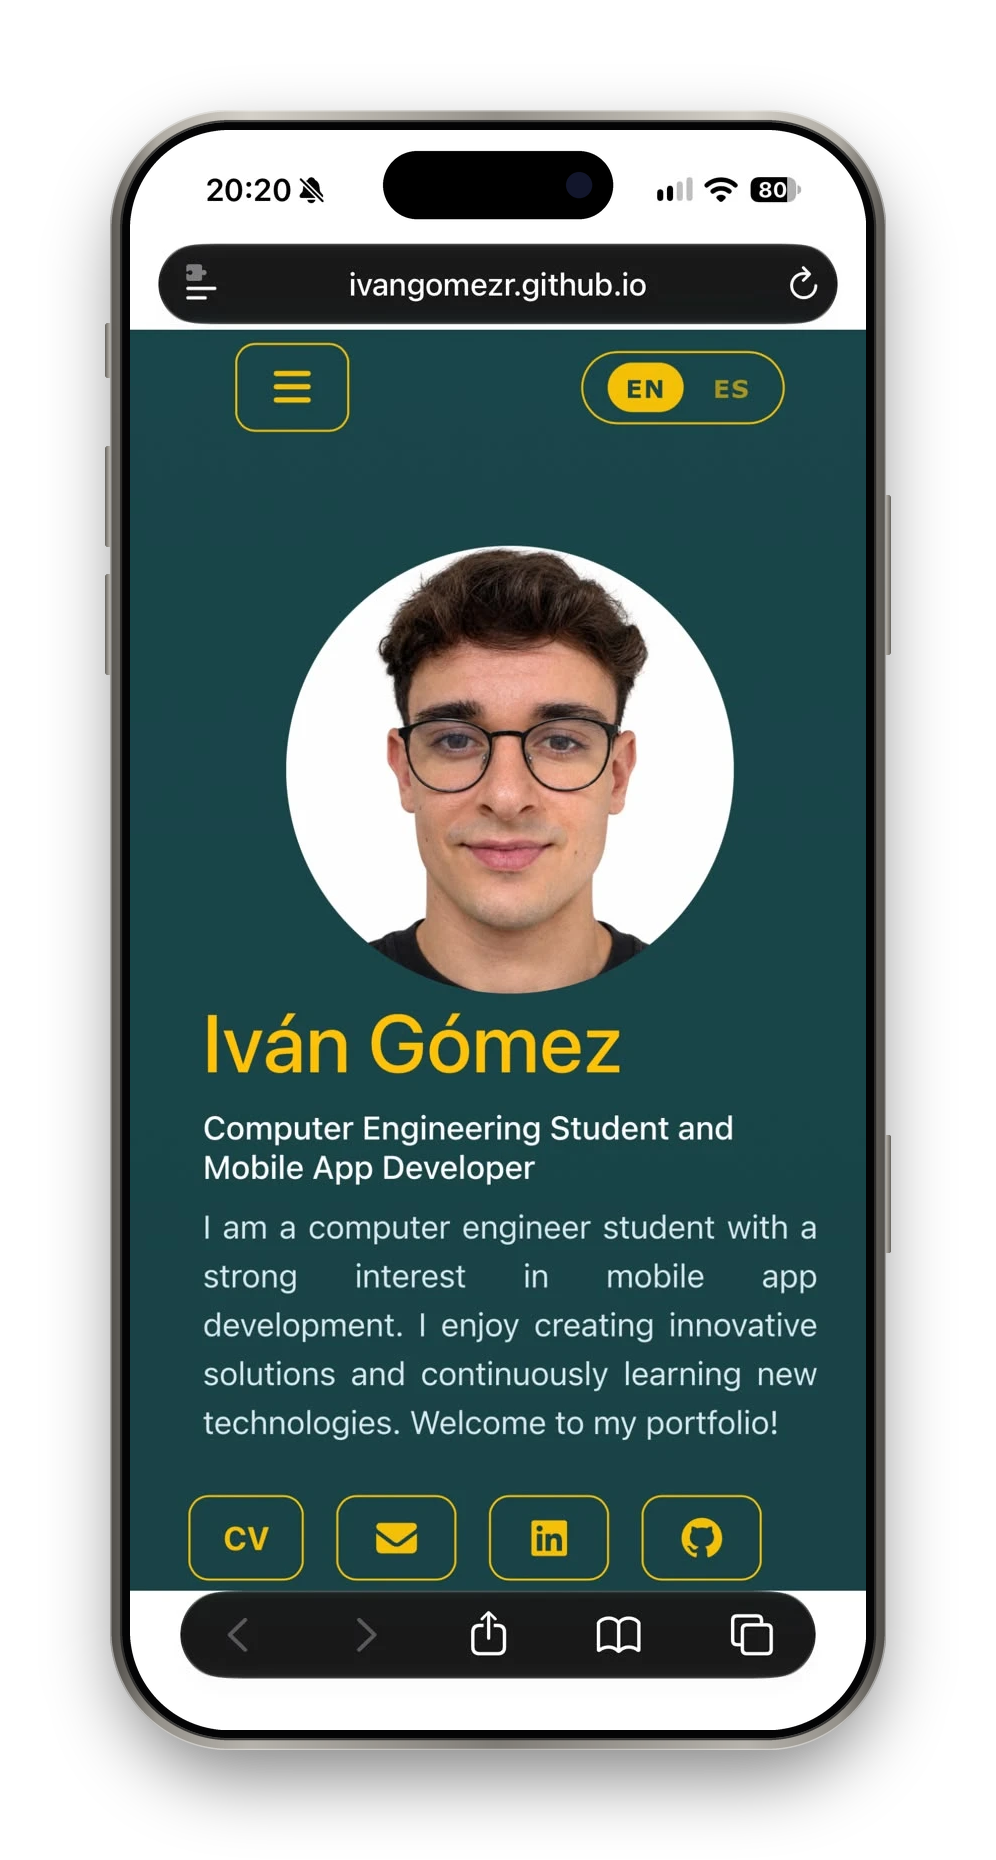 20:20
80
ivangomezr.github.io
EN ES
Iván Gómez
Computer Engineering Student and
Mobile App Developer
I am a computer engineer student with a
strong interest in mobile app
development. I enjoy creating innovative
solutions and continuously learning new
technologies. Welcome to my portfolio!
CV
in